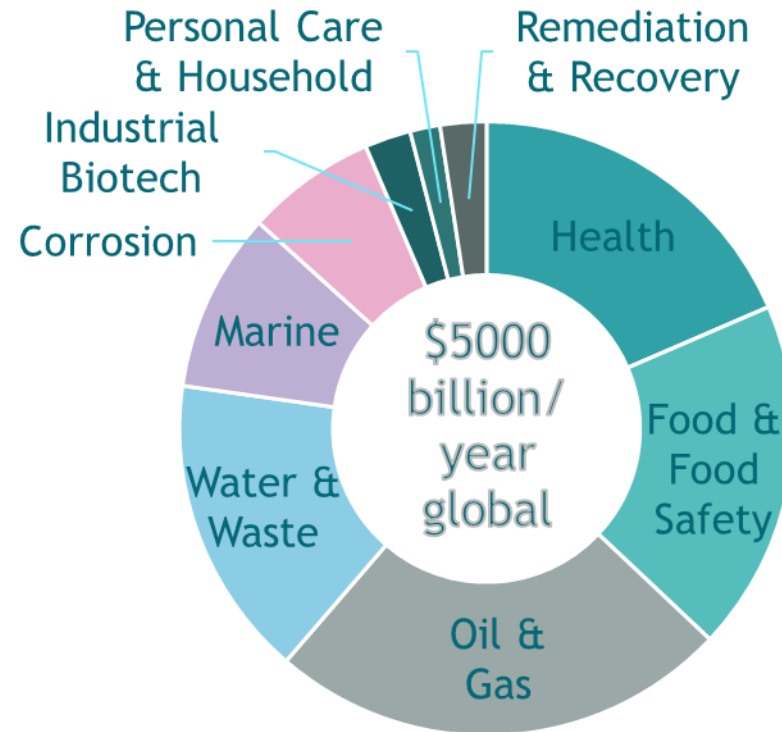 Personal Care
& Household
Remediation
& Recovery
Industrial
Biotech
Corrosion
Health
Marine
$5000
billion/
year
global
Food &
Food
Safety
Water &
Waste
Oil &
Gas